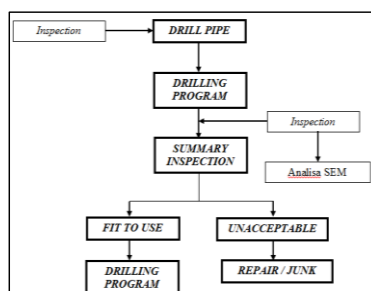 Inspection
DRILL PIPE
DRILLING
PROGRAM
Inspection
SUMMARY
INSPECTION
Analisa SEM
FIT TO USE
UNACCEPTABLE
DRILLING
PROGRAM
REPAIR / JUNK